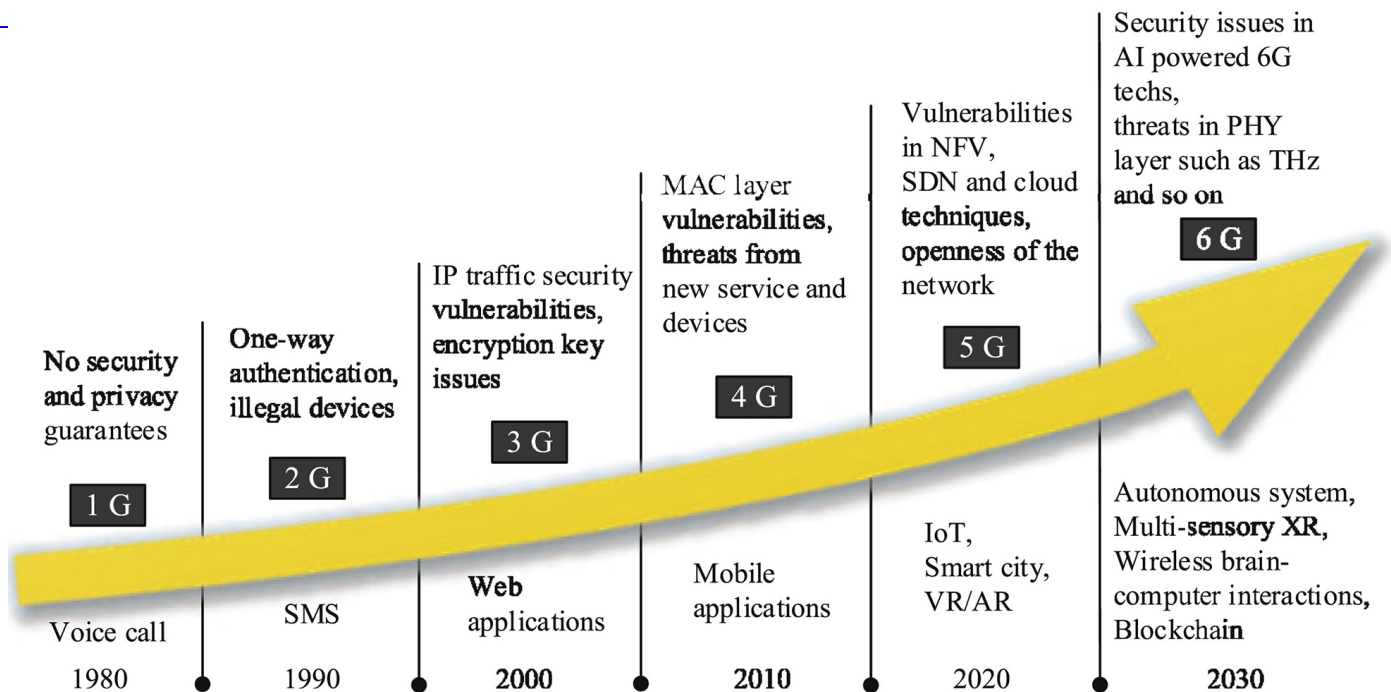 No security
and privacy
guarantees
1 G
Voice call
1980
One-way
authentication,
illegal devices
2 G
SMS
1990
IP traffic security
vulnerabilities,
encryption key
issues
3 G
Web
applications
2000
MAC layer
vulnerabilities,
threats from
new service and
devices
4 G
Mobile
applications
2010
Vulnerabilities
in NFV,
SDN and cloud
techniques,
openness of the
network
5 G
IoT,
Smart city,
VR/AR
2020
Security issues in
AI powered 6G
techs,
threats in PHY
layer such as THz
and so on
6 G
Autonomous system,
Multi-sensory XR,
Wireless brain-
computer interactions,
Blockchain
2030